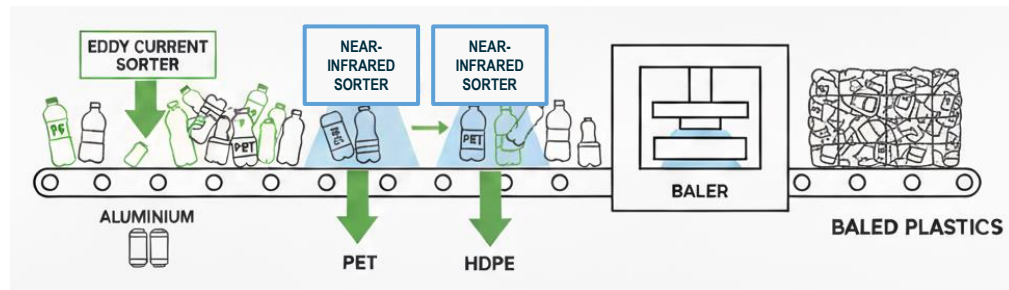 EDDY CURRENT
SORTER
NEAR-
INFRARED
SORTER
NEAR-
INFRARED
SORTER
PET
PET
ALUMINIUM
PET
HDPE
BALER
BALED PLASTICS